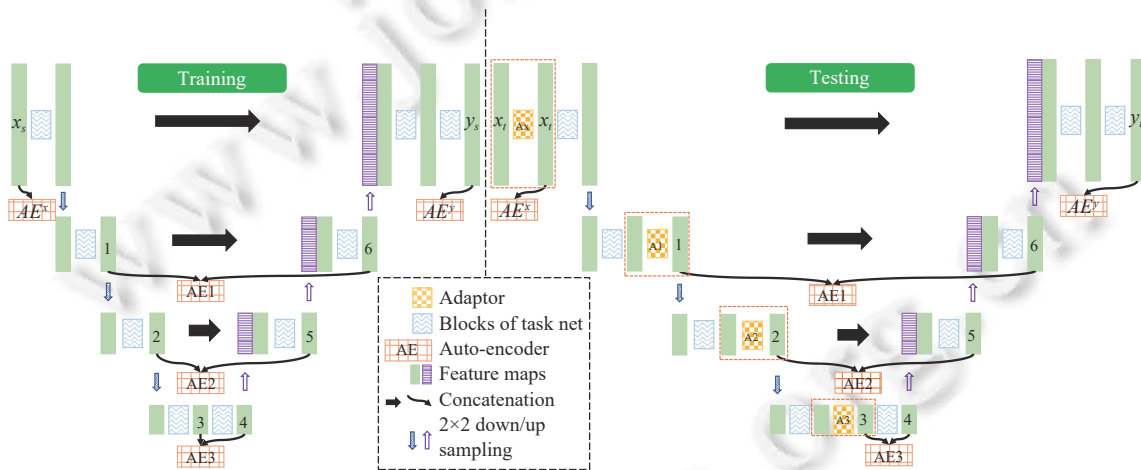 Training
x_s
y_s
AE^x
AE^y
1
6
AE1
2
5
AE2
3
4
AE3
Adaptor
Blocks of task net
AE
Auto-encoder
Feature maps
Concatenation
2×2 down/up
sampling
Testing
x_t
Ax
x_t
AE^x
AE^y
A1
1
6
AE1
A2
2
5
AE2
A3
3
4
AE3
www.jo